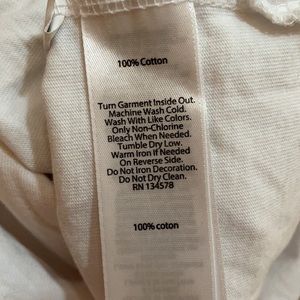 100% Cotton
Turn Garment Inside Out.
Machine Wash Cold.
Wash With Like Colors.
Only Non-Chlorine
Bleach When Needed.
Tumble Dry Low.
Warm Iron if Needed
On Reverse Side.
Do Not Iron Decoration.
Do Not Dry Clean.
RN 134578
100% coton